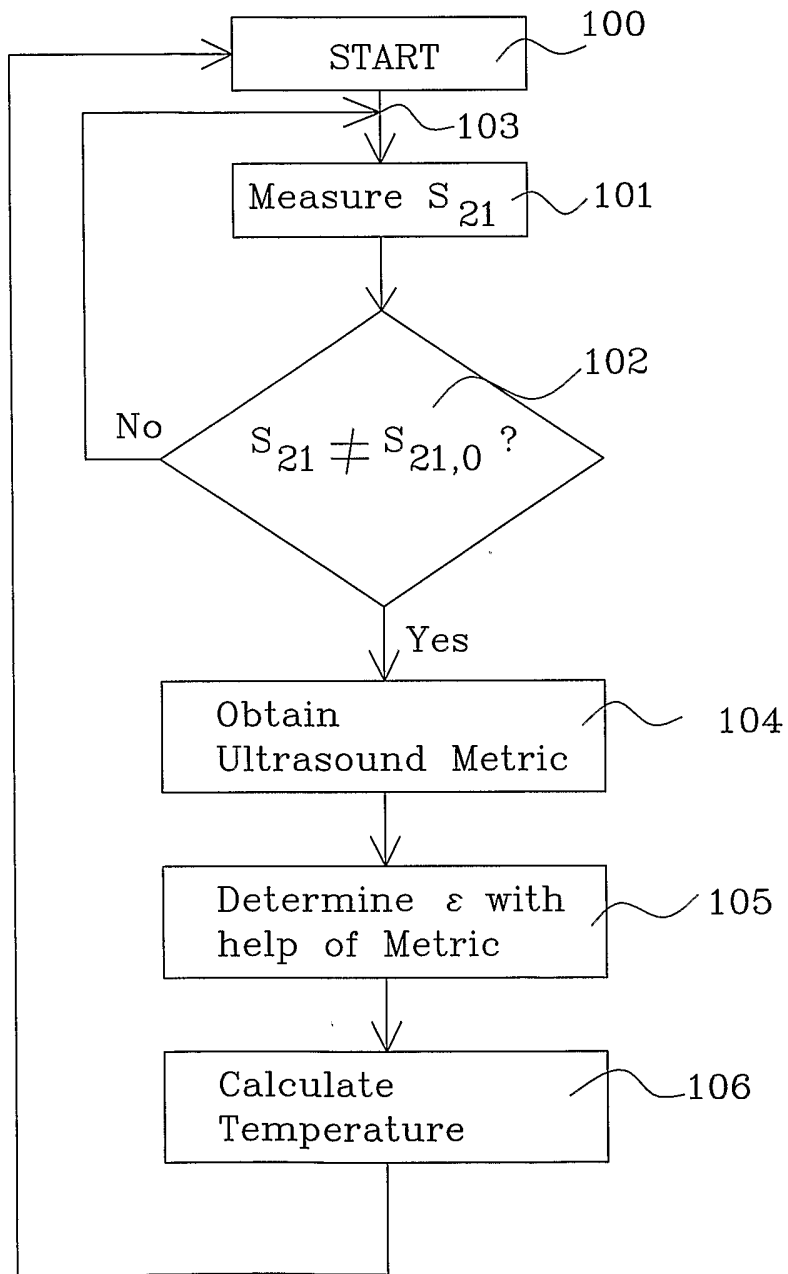 START
100
103
Measure S21
101
102
No
S21 ≠ S21,0 ?
Yes
Obtain
Ultrasound Metric
104
Determine ε with
help of Metric
105
Calculate
Temperature
106